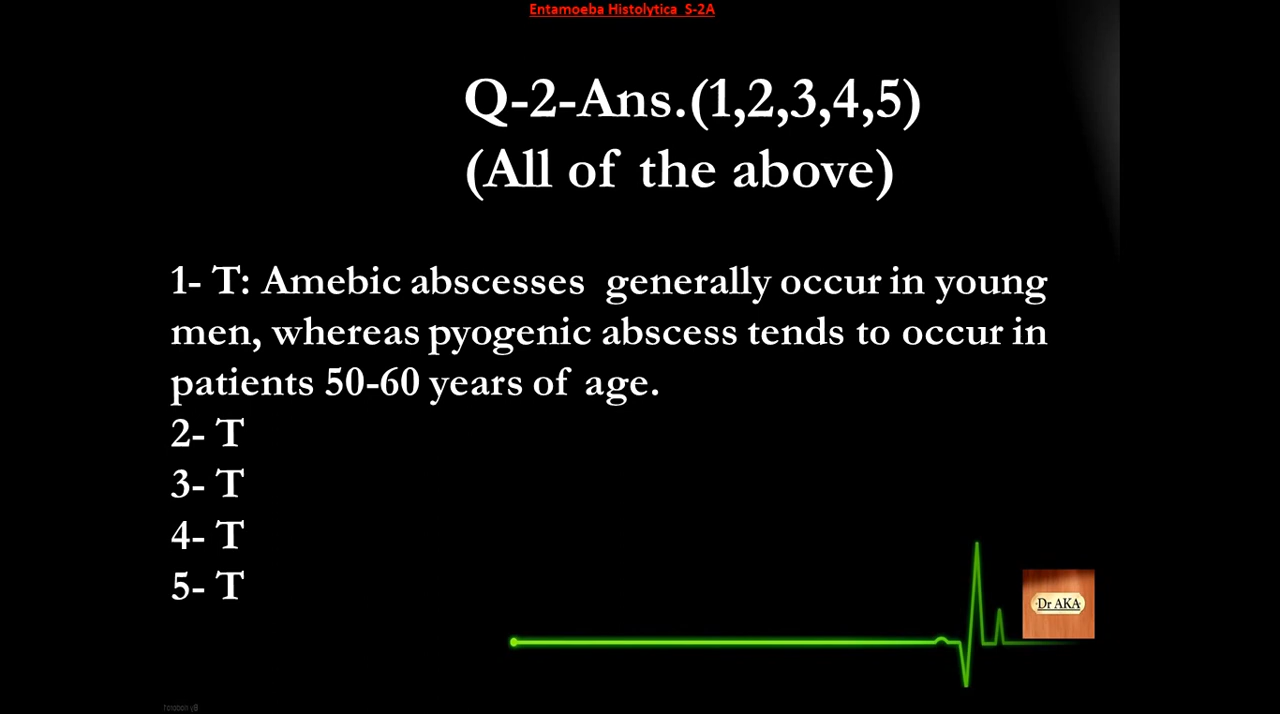 Entamoeba Histolytica S-2A
Q-2-Ans.(1,2,3,4,5)
(All of the above)
1- T: Amebic abscesses generally occur in young
men, whereas pyogenic abscess tends to occur in
patients 50-60 years of age.
2- T
3- T
4- T
5- T
Dr AKA